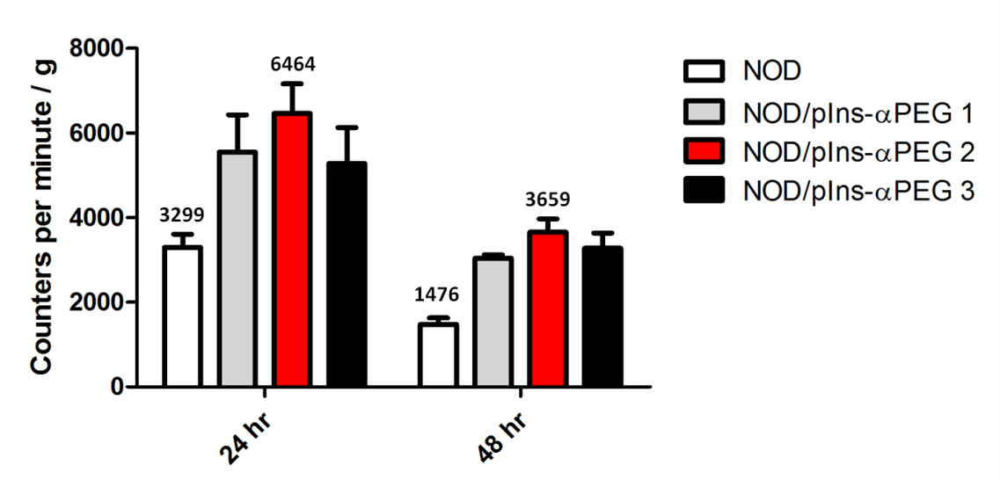 Counters per minute / g
8000
6000
4000
2000
0
3299
6464
1476
3659
24 hr
48 hr
NOD
NOD/pIns-αPEG 1
NOD/pIns-αPEG 2
NOD/pIns-αPEG 3